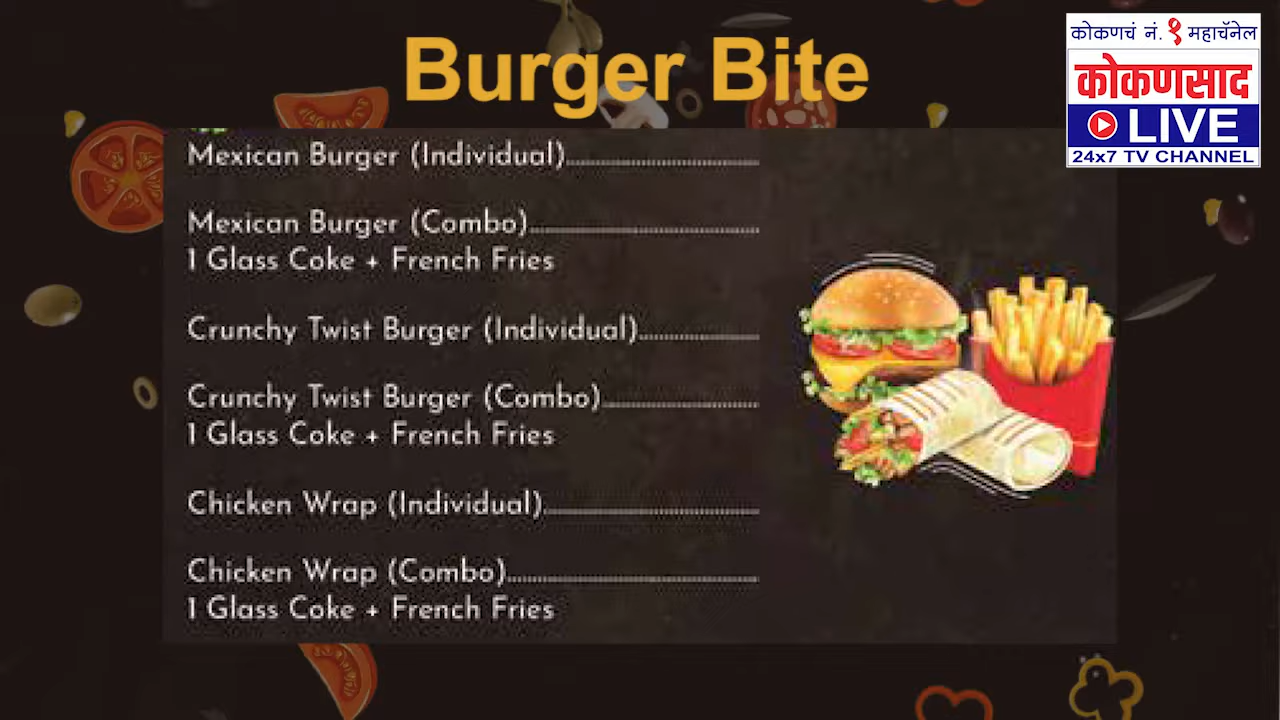 Burger Bite
कोकणचं नं. १ महाचॅनेल
कोकणसाद
LIVE
24x7 TV CHANNEL
Mexican Burger (Individual)
Mexican Burger (Combo)
1 Glass Coke + French Fries
Crunchy Twist Burger (Individual)
Crunchy Twist Burger (Combo)
1 Glass Coke + French Fries
Chicken Wrap (Individual)
Chicken Wrap (Combo)
1 Glass Coke + French Fries